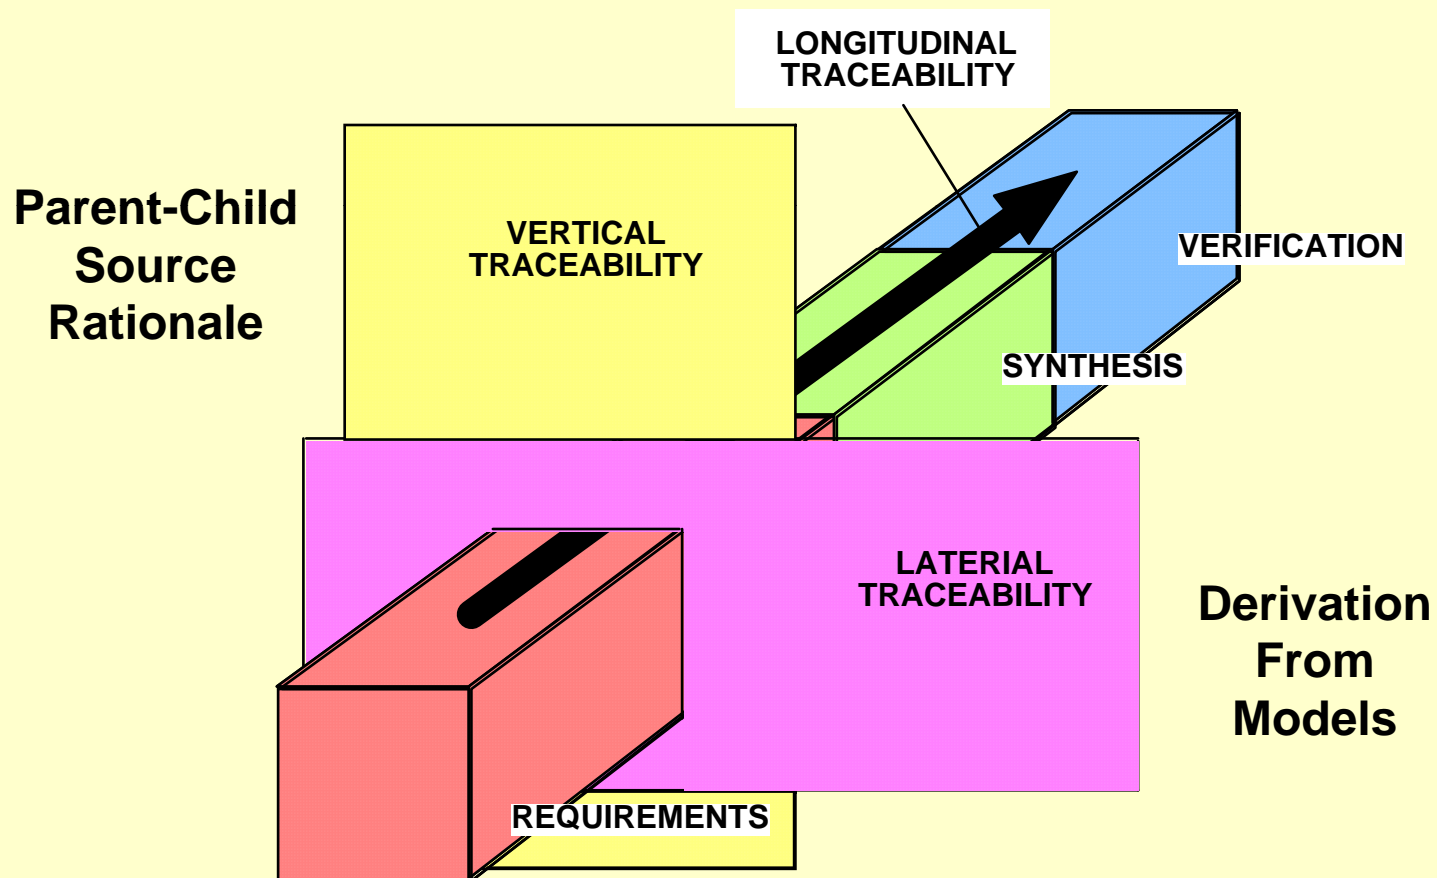 LONGITUDINAL
TRACEABILITY
Parent-Child
Source
Rationale
VERTICAL
TRACEABILITY
VERIFICATION
SYNTHESIS
LATERIAL
TRACEABILITY
Derivation
From
Models
REQUIREMENTS